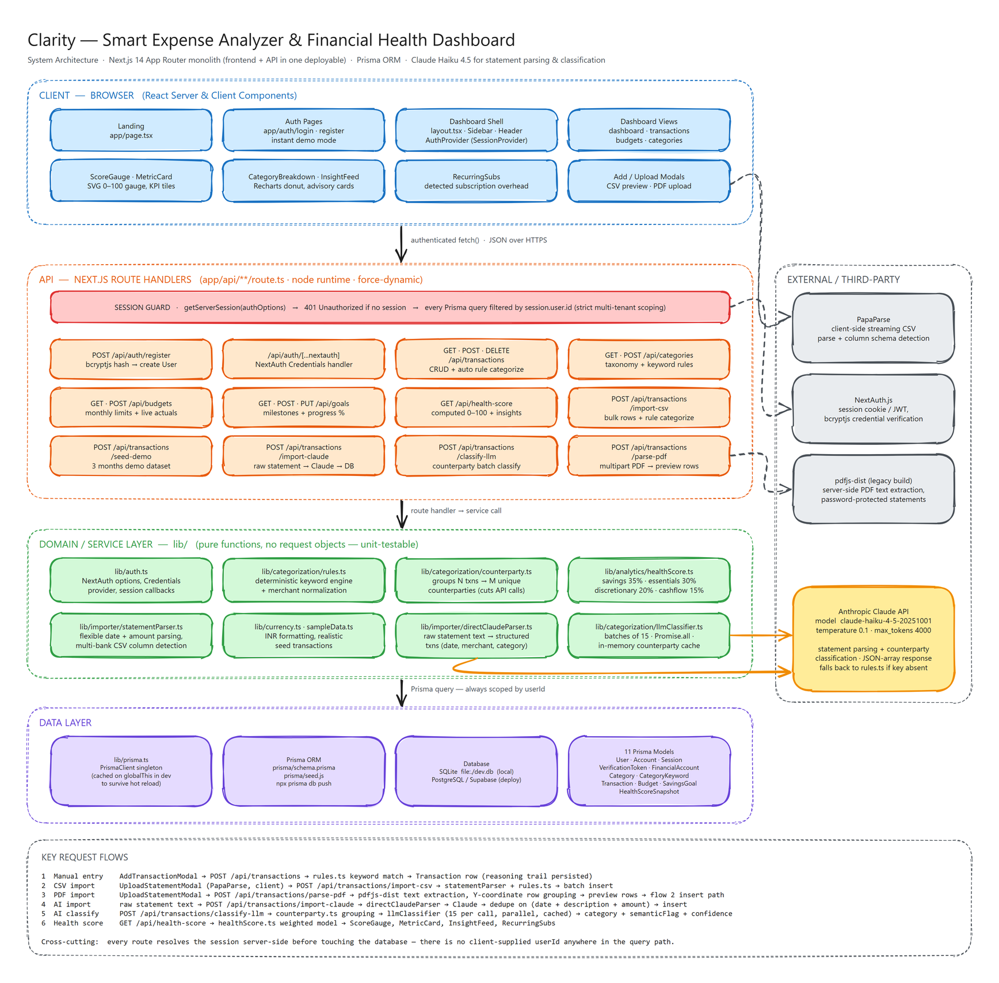 Clarity — Smart Expense Analyzer & Financial Health Dashboard
System Architecture · Next.js 14 App Router monolith (frontend + API in one deployable) · Prisma ORM · Claude Haiku 4.5 for statement parsing & classification
CLIENT — BROWSER (React Server & Client Components)
Landing
app/page.tsx
Auth Pages
app/auth/login · register
instant demo mode
Dashboard Shell
layout.tsx · Sidebar · Header
AuthProvider (SessionProvider)
Dashboard Views
dashboard · transactions
budgets · categories
ScoreGauge · MetricCard
SVG 0–100 gauge, KPI tiles
CategoryBreakdown · InsightFeed
Recharts donut, advisory cards
RecurringSubs
detected subscription overhead
Add / Upload Modals
CSV preview · PDF upload
authenticated fetch() · JSON over HTTPS
API — NEXT.JS ROUTE HANDLERS (app/api/**/route.ts · node runtime · force-dynamic)
SESSION GUARD · getServerSession(authOptions) → 401 Unauthorized if no session → every Prisma query filtered by session.user.id (strict multi-tenant scoping)
POST /api/auth/register
bcryptjs hash → create User
/api/auth/[...nextauth]
NextAuth Credentials handler
GET · POST · DELETE
/api/transactions
CRUD + auto rule categorize
GET · POST /api/categories
taxonomy + keyword rules
GET · POST /api/budgets
monthly limits + live actuals
GET · POST · PUT /api/goals
milestones + progress %
GET /api/health-score
computed 0–100 + insights
POST /api/transactions
/import-csv
bulk rows + rule categorize
POST /api/transactions
/seed-demo
3 months demo dataset
POST /api/transactions
/import-claude
raw statement → Claude → DB
POST /api/transactions
/classify-llm
counterparty batch classify
POST /api/transactions
/parse-pdf
multipart PDF → preview rows
EXTERNAL / THIRD-PARTY
PapaParse
client-side streaming CSV
parse + column schema detection
NextAuth.js
session cookie / JWT,
bcryptjs credential verification
pdfjs-dist (legacy build)
server-side PDF text extraction,
password-protected statements
Anthropic Claude API
model claude-haiku-4-5-20251001
temperature 0.1 · max_tokens 4000
statement parsing + counterparty
classification · JSON-array response
falls back to rules.ts if key absent
route handler → service call
DOMAIN / SERVICE LAYER — lib/ (pure functions, no request objects — unit-testable)
lib/auth.ts
NextAuth options, Credentials
provider, session callbacks
lib/categorization/rules.ts
deterministic keyword engine
+ merchant normalization
lib/categorization/counterparty.ts
groups N txns → M unique
counterparties (cuts API calls)
lib/analytics/healthScore.ts
savings 35% · essentials 30%
discretionary 20% · cashflow 15%
lib/importer/statementParser.ts
flexible date + amount parsing,
multi-bank CSV column detection
lib/currency.ts · sampleData.ts
INR formatting, realistic
seed transactions
lib/importer/directClaudeParser.ts
raw statement text → structured
txns (date, merchant, category)
lib/categorization/llmClassifier.ts
batches of 15 · Promise.all ·
in-memory counterparty cache
Prisma query — always scoped by userId
DATA LAYER
lib/prisma.ts
PrismaClient singleton
(cached on globalThis in dev
to survive hot reload)
Prisma ORM
prisma/schema.prisma
prisma/seed.js
npx prisma db push
Database
SQLite file:./dev.db (local)
PostgreSQL / Supabase (deploy)
11 Prisma Models
User · Account · Session
VerificationToken · FinancialAccount
Category · CategoryKeyword
Transaction · Budget · SavingsGoal
HealthScoreSnapshot
KEY REQUEST FLOWS
1 Manual entry AddTransactionModal → POST /api/transactions → rules.ts keyword match → Transaction row (reasoning trail persisted)
2 CSV import UploadStatementModal (PapaParse, client) → POST /api/transactions/import-csv → statementParser + rules.ts → batch insert
3 PDF import UploadStatementModal → POST /api/transactions/parse-pdf → pdfjs-dist text extraction, Y-coordinate row grouping → preview rows → flow 2 insert path
4 AI import raw statement text → POST /api/transactions/import-claude → directClaudeParser → Claude → dedupe on (date + description + amount) → insert
5 AI classify POST /api/transactions/classify-llm → counterparty.ts grouping → llmClassifier (15 per call, parallel, cached) → category + semanticFlag + confidence
6 Health score GET /api/health-score → healthScore.ts weighted model → ScoreGauge, MetricCard, InsightFeed, RecurringSubs
Cross-cutting: every route resolves the session server-side before touching the database — there is no client-supplied userId anywhere in the query path.